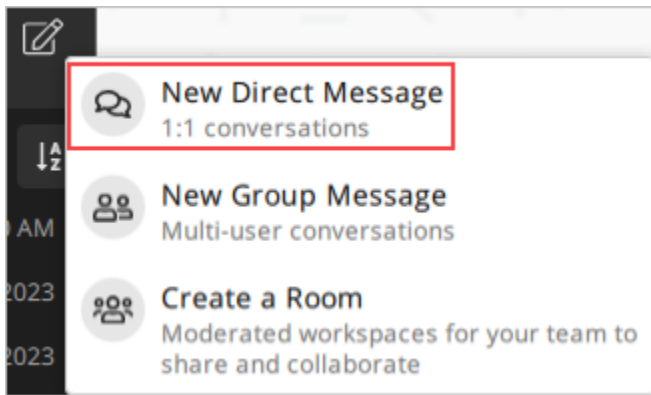 New Direct Message
1:1 conversations
A
Z
New Group Message
AM
Multi-user conversations
2023
Create a Room
Moderated workspaces for your team to
2023
share and collaborate